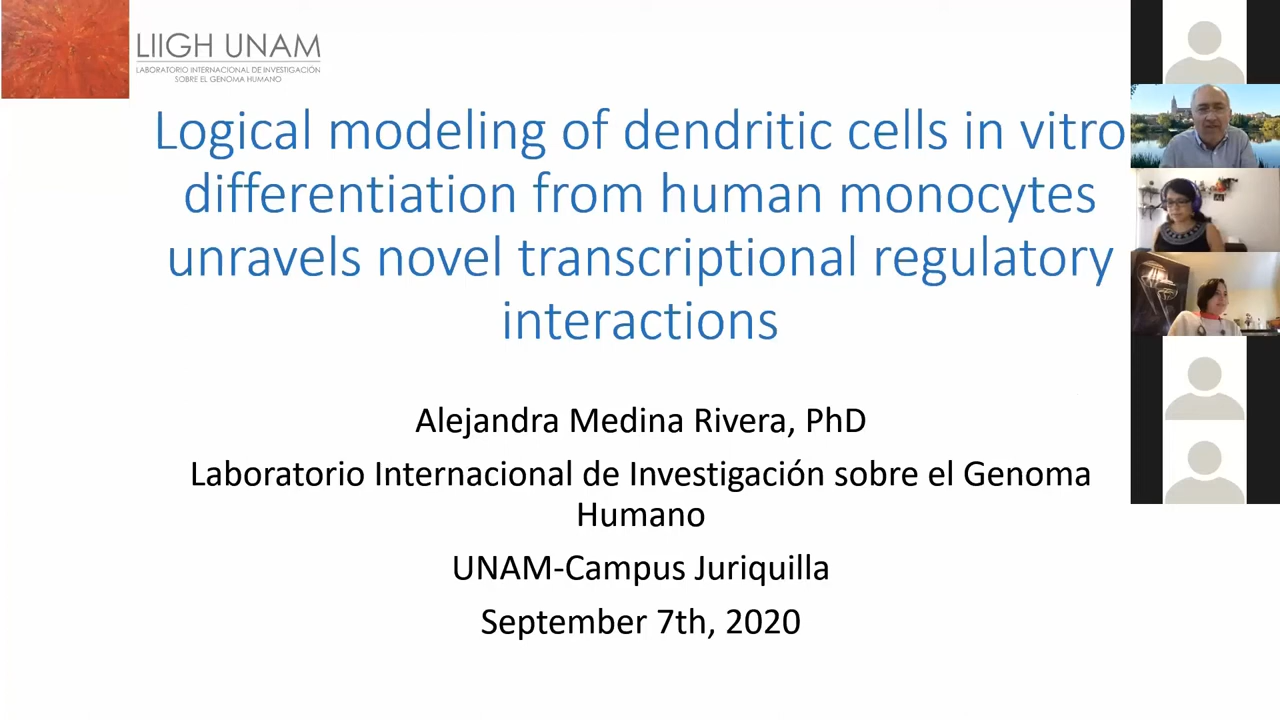 LIIGH UNAM
LABORATORIO INTERNACIONAL DE INVESTIGACIÓN
SOBRE EL GENOMA HUMANO
Logical modeling of dendritic cells in vitro
differentiation from human monocytes
unravels novel transcriptional regulatory
interactions
Alejandra Medina Rivera, PhD
Laboratorio Internacional de Investigación sobre el Genoma
Humano
UNAM-Campus Juriquilla
September 7th, 2020